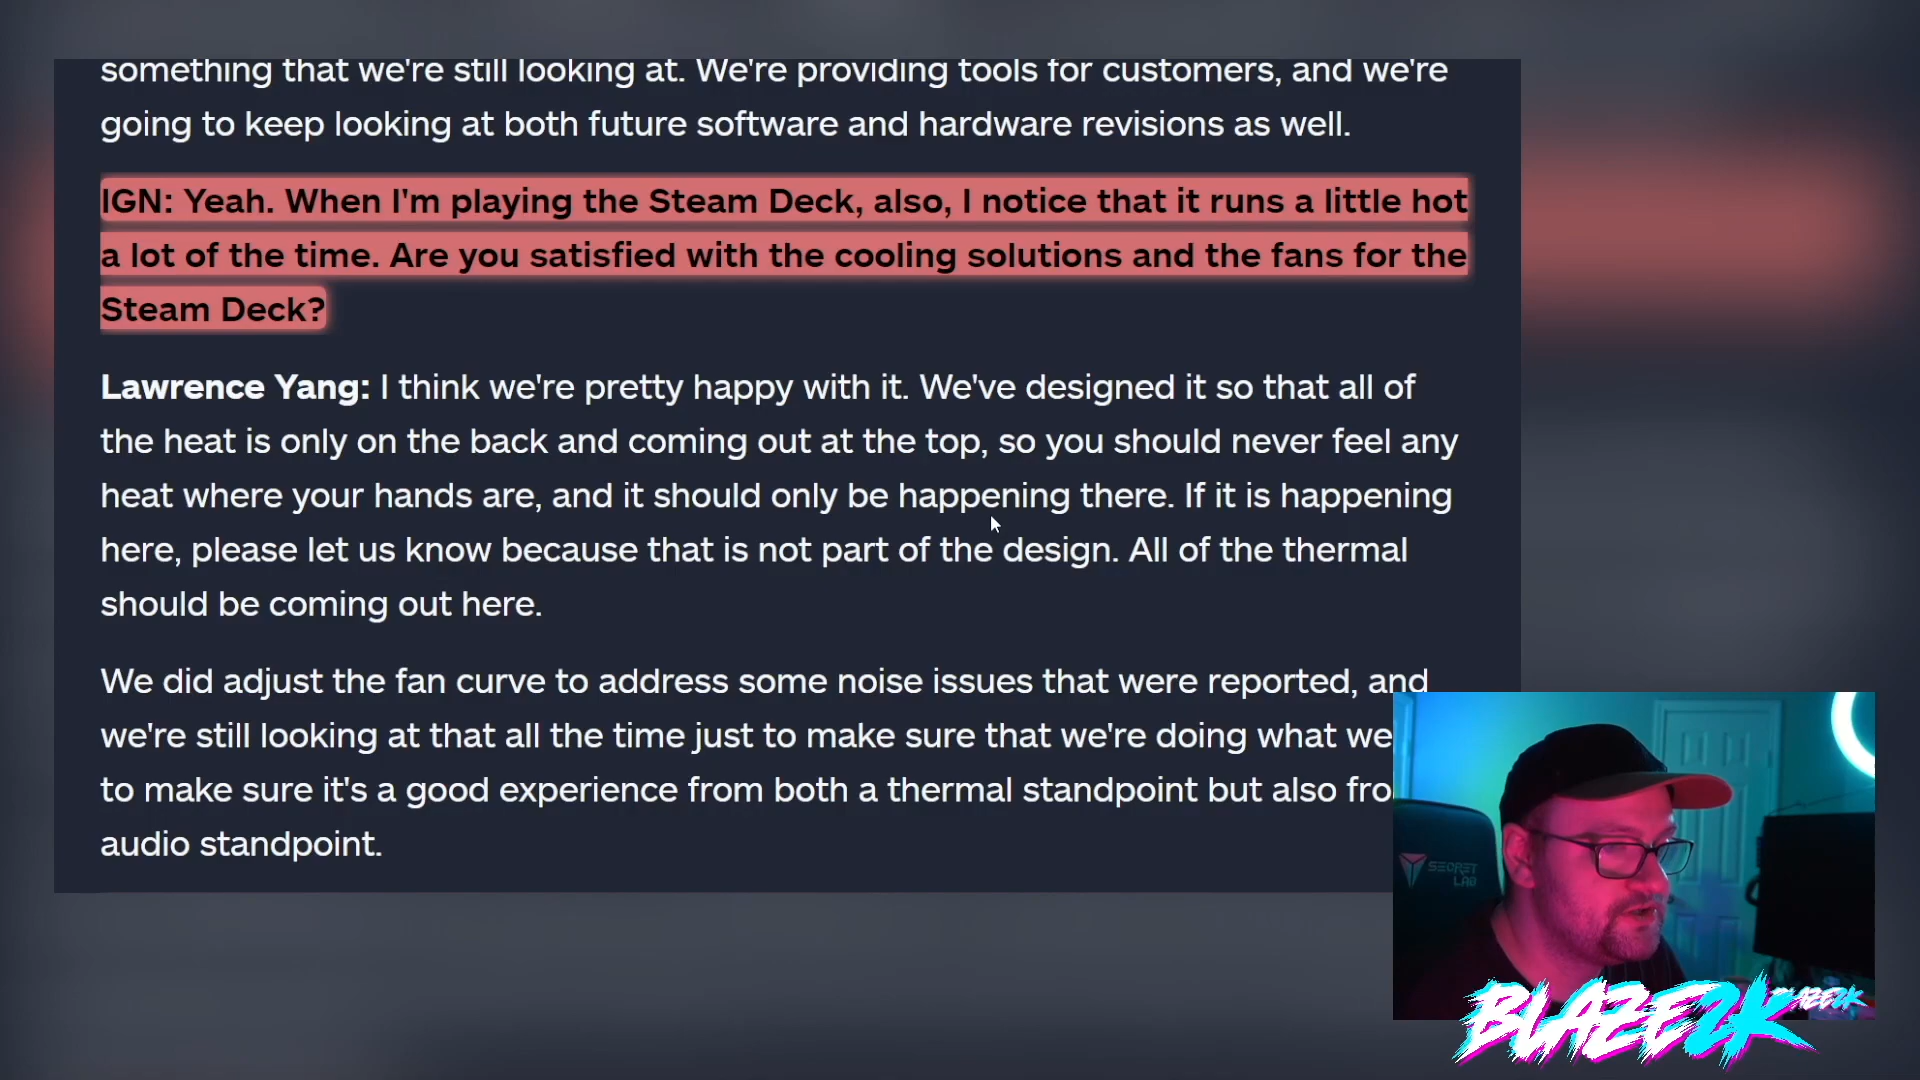 something that we're still looking at. We're providing tools for customers, and we're
going to keep looking at both future software and hardware revisions as well.
IGN: Yeah. When I'm playing the Steam Deck, also, I notice that it runs a little hot
a lot of the time. Are you satisfied with the cooling solutions and the fans for the
Steam Deck?
Lawrence Yang: I think we're pretty happy with it. We've designed it so that all of
the heat is only on the back and coming out at the top, so you should never feel any
heat where your hands are, and it should only be happening there. If it is happening
here, please let us know because that is not part of the design. All of the thermal
should be coming out here.
We did adjust the fan curve to address some noise issues that were reported, and
we're still looking at that all the time just to make sure that we're doing what we
to make sure it's a good experience from both a thermal standpoint but also fro
audio standpoint.
SECRET
LAB
BLAZE2K
BLAZE2K